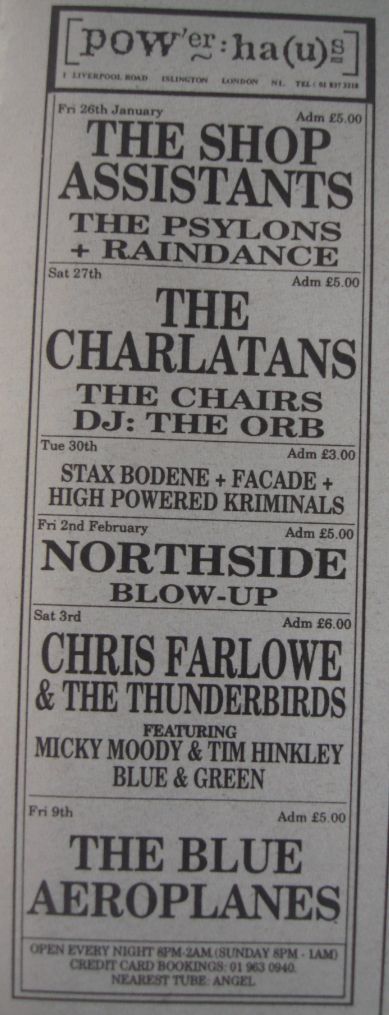 [pow'er:ha(u)s]
1 LIVERPOOL ROAD ISLINGTON LONDON N1. TEL: 01 837 3218
Fri 26th January Adm £5.00
THE SHOP
ASSISTANTS
THE PSYLONS
+ RAINDANCE
Sat 27th Adm £5.00
THE
CHARLATANS
THE CHAIRS
DJ: THE ORB
Tue 30th Adm £3.00
STAX BODENE + FACADE +
HIGH POWERED KRIMINALS
Fri 2nd February Adm £5.00
NORTHSIDE
BLOW-UP
Sat 3rd Adm £6.00
CHRIS FARLOWE
& THE THUNDERBIRDS
FEATURING
MICKY MOODY & TIM HINKLEY
BLUE & GREEN
Fri 9th Adm £5.00
THE BLUE
AEROPLANES
OPEN EVERY NIGHT 8PM-2AM (SUNDAY 8PM - 1AM)
CREDIT CARD BOOKINGS: 01 963 0940.
NEAREST TUBE: ANGEL